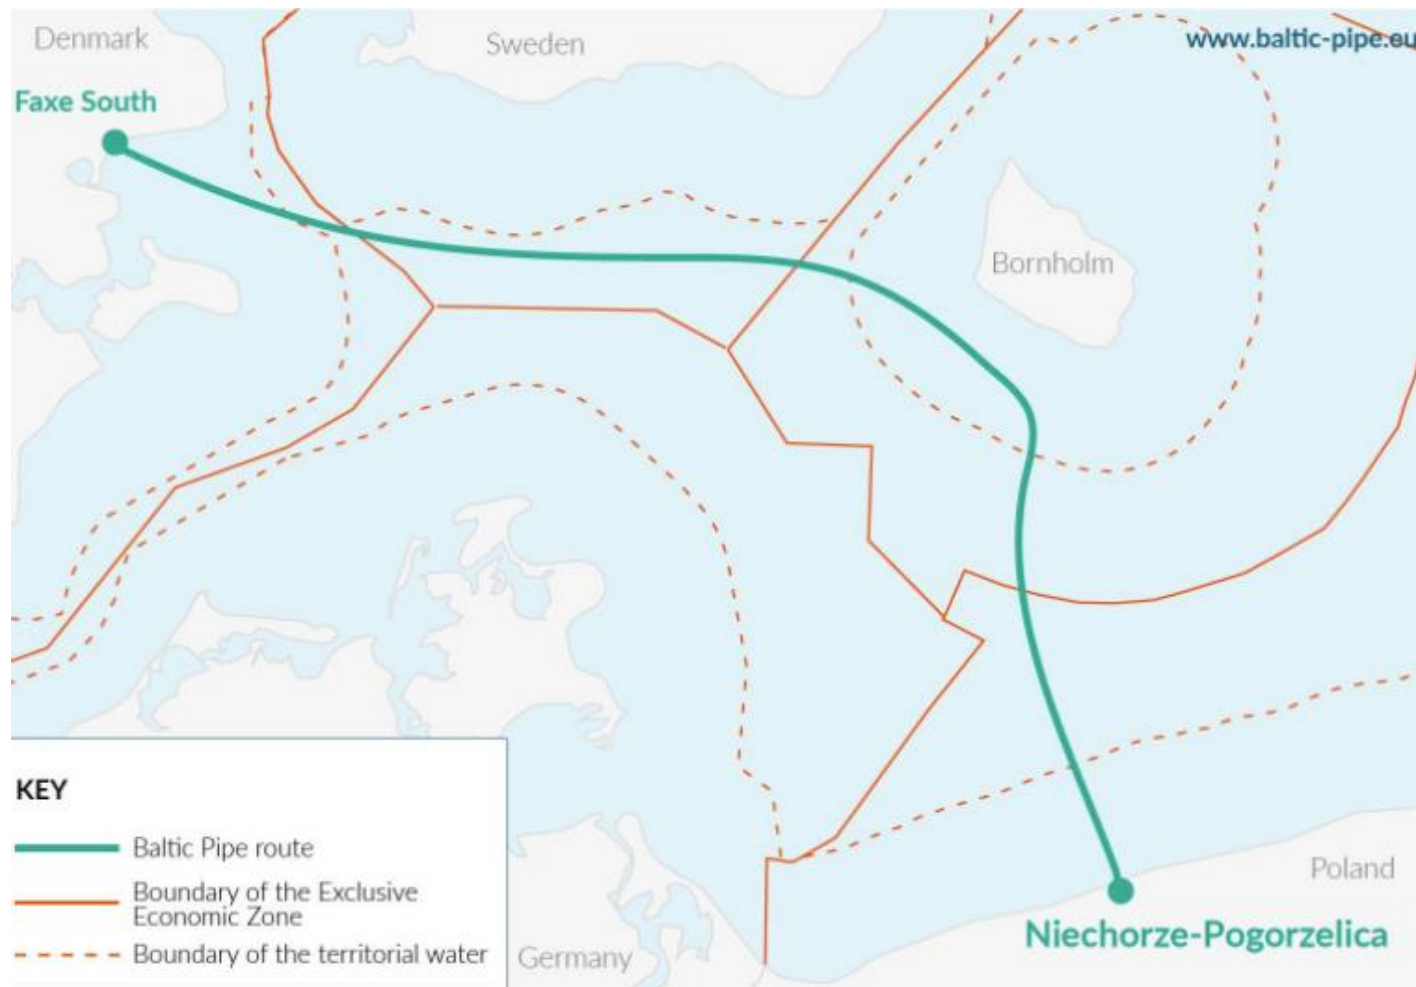 Denmark
Sweden
www.baltic-pipe.eu
Faxe South
Bornholm
KEY
Baltic Pipe route
Boundary of the Exclusive
Economic Zone
Boundary of the territorial water
Germany
Poland
Niechorze-Pogorzelica